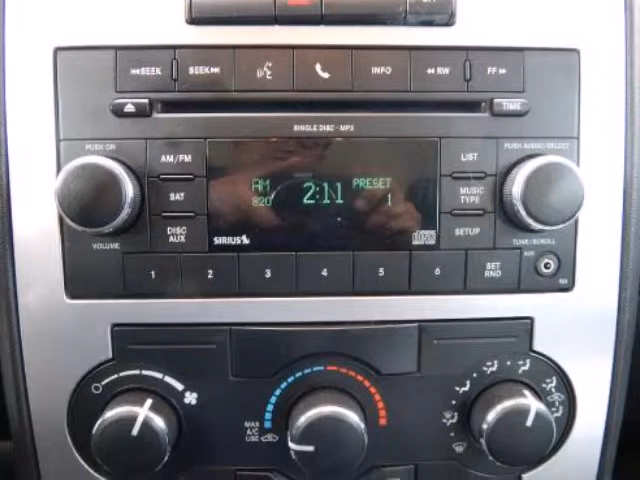 SEEK SEEK INFO RW FF
TIME
SINGLE DISC - MP3
PUSH ON
AM/FM
SAT
DISC
AUX
VOLUME
AM
820
2:11
PRESET
1
SIRIUS
DISC
LIST
MUSIC
TYPE
SETUP
PUSH AUDIO/SELECT
TUNE/SCROLL
AUX
1 2 3 4 5 6
SET
RND
MAX
A/C
USE